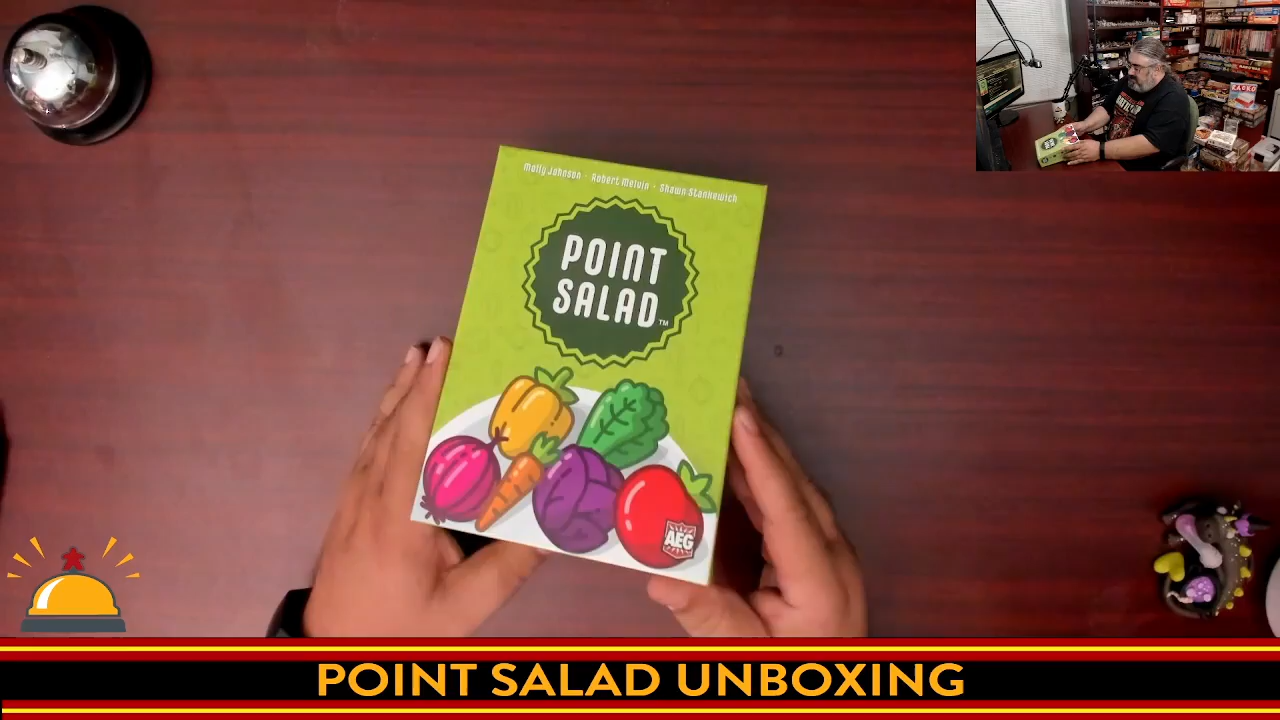 Molly Johnson · Robert Melvin · Shawn Stankewich
POINT
SALAD™
AEG
POINT SALAD UNBOXING